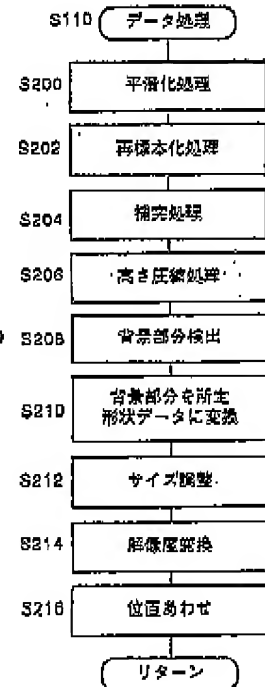 S110 データ処理
S200 平滑化処理
S202 再標本化処理
S204 補完処理
S206 高さ圧縮処理
S208 背景部分検出
S210 背景部分を所定
形状データに変換
S212 サイズ調整
S214 解像度変換
S216 位置あわせ
リターン